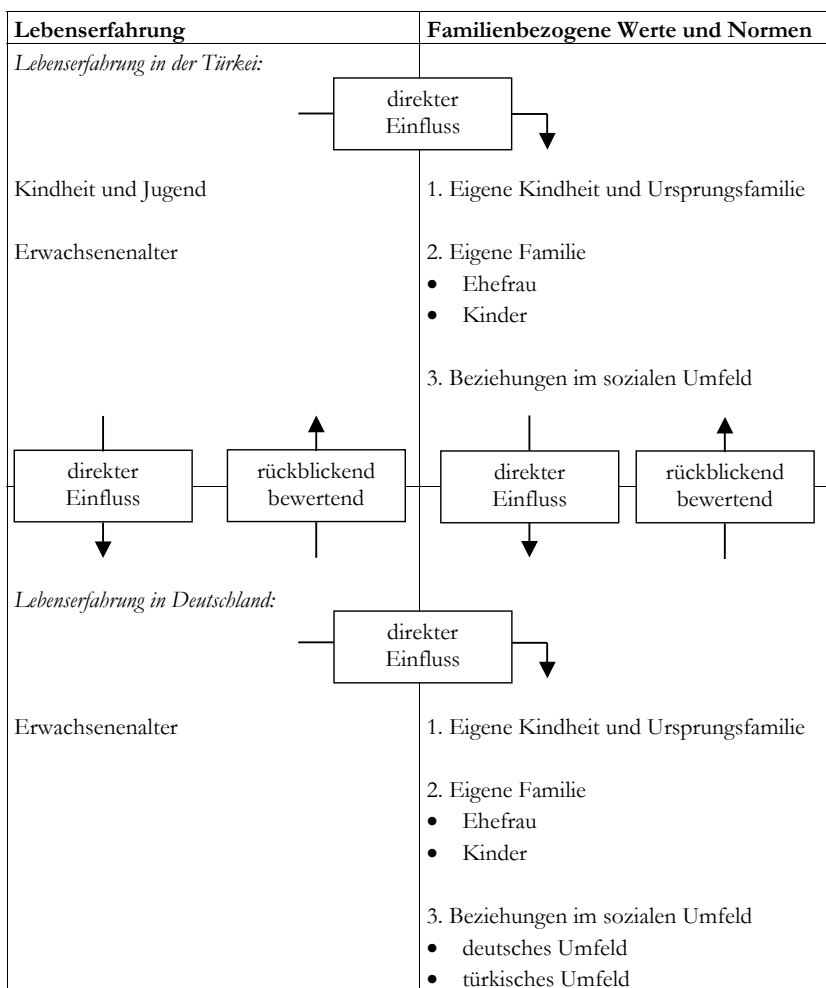 Lebenserfahrung
Familienbezogene Werte und Normen
Lebenserfahrung in der Türkei:
direkter
Einfluss
Kindheit und Jugend
1. Eigene Kindheit und Ursprungsfamilie
Erwachsenenalter
2. Eigene Familie
• Ehefrau
• Kinder
3. Beziehungen im sozialen Umfeld
direkter
Einfluss
rückblickend
bewertend
direkter
Einfluss
rückblickend
bewertend
Lebenserfahrung in Deutschland:
direkter
Einfluss
Erwachsenenalter
1. Eigene Kindheit und Ursprungsfamilie
2. Eigene Familie
• Ehefrau
• Kinder
3. Beziehungen im sozialen Umfeld
• deutsches Umfeld
• türkisches Umfeld